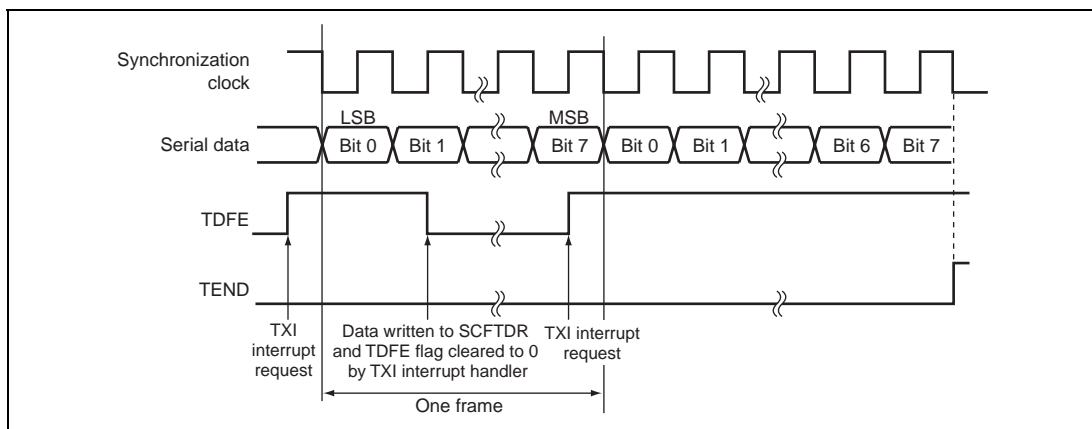 Synchronization
clock
LSB
MSB
Serial data
Bit 0
Bit 1
Bit 7
Bit 0
Bit 1
Bit 6
Bit 7
TDFE
TEND
TXI
interrupt
request
Data written to SCFTDR
and TDFE flag cleared to 0
by TXI interrupt handler
TXI interrupt
request
One frame